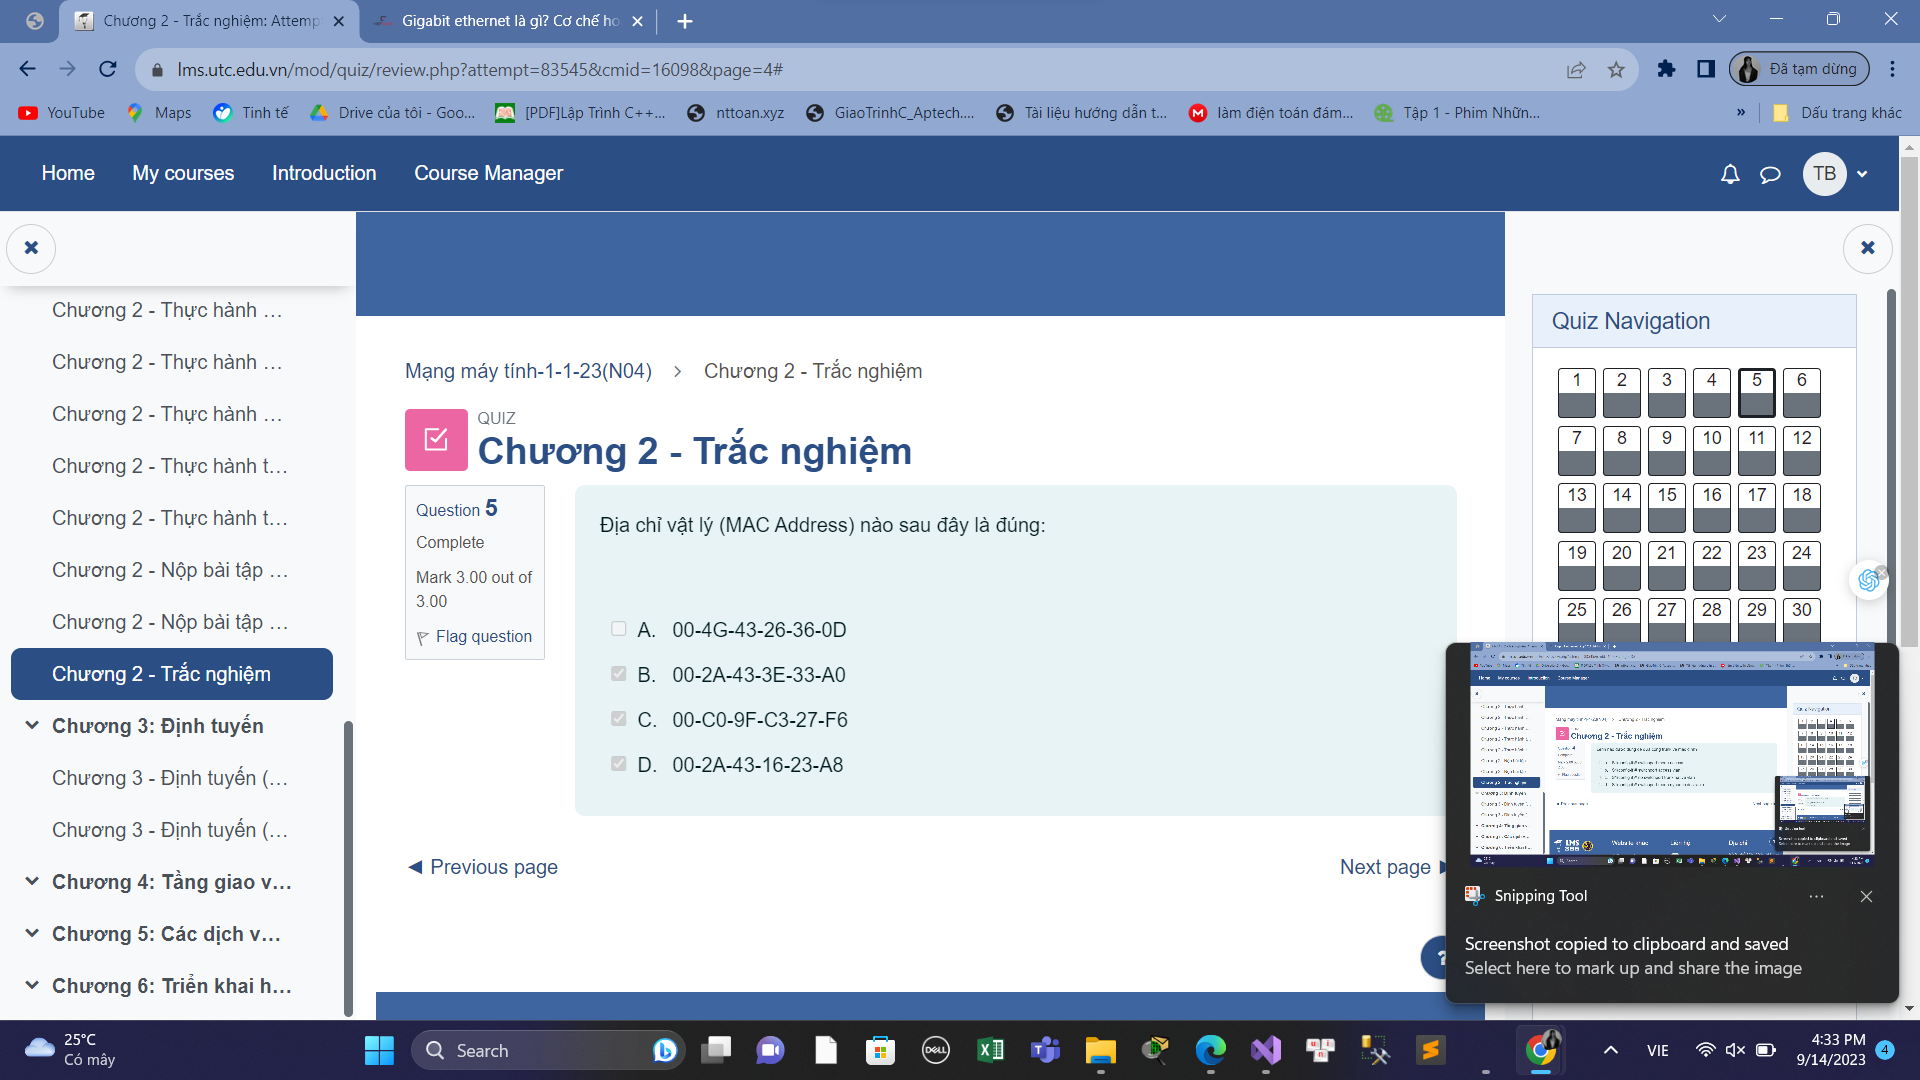 Chương 2 - Trắc nghiệm: Attemp
Gigabit ethernet là gì? Cơ chế ho
lms.utc.edu.vn/mod/quiz/review.php?attempt=83545&cmid=16098&page=4#
Đã tạm dừng
YouTube
Maps
Tinh tế
Drive của tôi - Goo...
[PDF]Lập Trình C++...
nttoan.xyz
GiaoTrinhC_Aptech....
Tài liệu hướng dẫn t...
làm điện toán đám...
Tập 1 - Phim Nhữn...
»
Dấu trang khác
Home
My courses
Introduction
Course Manager
TB
Chương 2 - Thực hành ...
Chương 2 - Thực hành ...
Chương 2 - Thực hành ...
Chương 2 - Thực hành t...
Chương 2 - Thực hành t...
Chương 2 - Nộp bài tập ...
Chương 2 - Nộp bài tập ...
Chương 2 - Trắc nghiệm
Chương 3: Định tuyến
Chương 3 - Định tuyến (...
Chương 3 - Định tuyến (...
Chương 4: Tầng giao v...
Chương 5: Các dịch v...
Chương 6: Triển khai h...
Mạng máy tính-1-1-23(N04)
Chương 2 - Trắc nghiệm
QUIZ
Chương 2 - Trắc nghiệm
Question 5
Complete
Mark 3.00 out of
3.00
Flag question
Địa chỉ vật lý (MAC Address) nào sau đây là đúng:
A. 00-4G-43-26-36-0D
B. 00-2A-43-3E-33-A0
C. 00-C0-9F-C3-27-F6
D. 00-2A-43-16-23-A8
◄ Previous page
Next page
Quiz Navigation
1 2 3 4 5 6
7 8 9 10 11 12
13 14 15 16 17 18
19 20 21 22 23 24
25 26 27 28 29 30
?
Snipping Tool
Screenshot copied to clipboard and saved
Select here to mark up and share the image
25°C
Có mây
Search
DELL
VIE
4:33 PM
9/14/2023
4